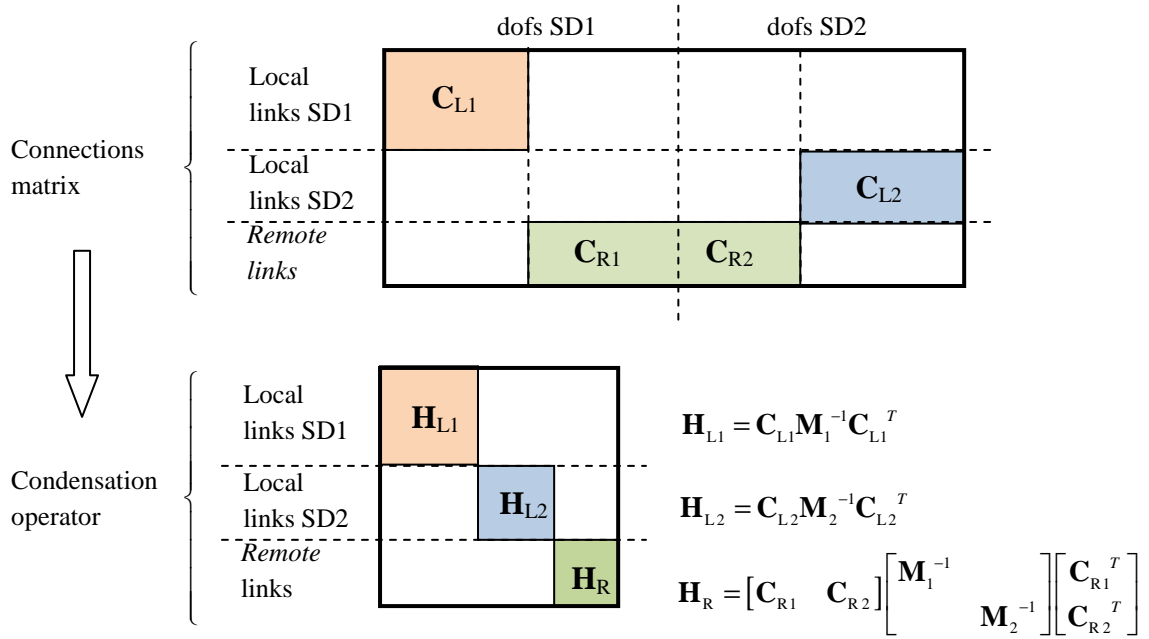 dofs SD1 dofs SD2
Local
links SD1
C_L1
Connections
matrix
Local
links SD2
C_L2
Remote
links
C_R1 C_R2
Local
links SD1
H_L1
H_L1 = C_L1 M_1^-1 C_L1^T
Condensation
operator
Local
links SD2
H_L2
H_L2 = C_L2 M_2^-1 C_L2^T
Remote
links
H_R
H_R = [C_R1 C_R2] [M_1^-1 M_2^-1] [C_R1^T C_R2^T]